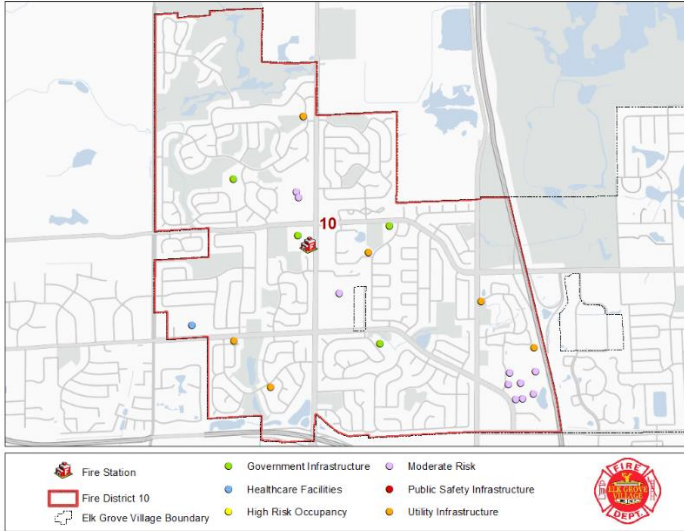 10
Fire Station
Fire District 10
Elk Grove Village Boundary
Government Infrastructure
Healthcare Facilities
High Risk Occupancy
Moderate Risk
Public Safety Infrastructure
Utility Infrastructure
FIRE
ELK GROVE
VILLAGE
DEPT.